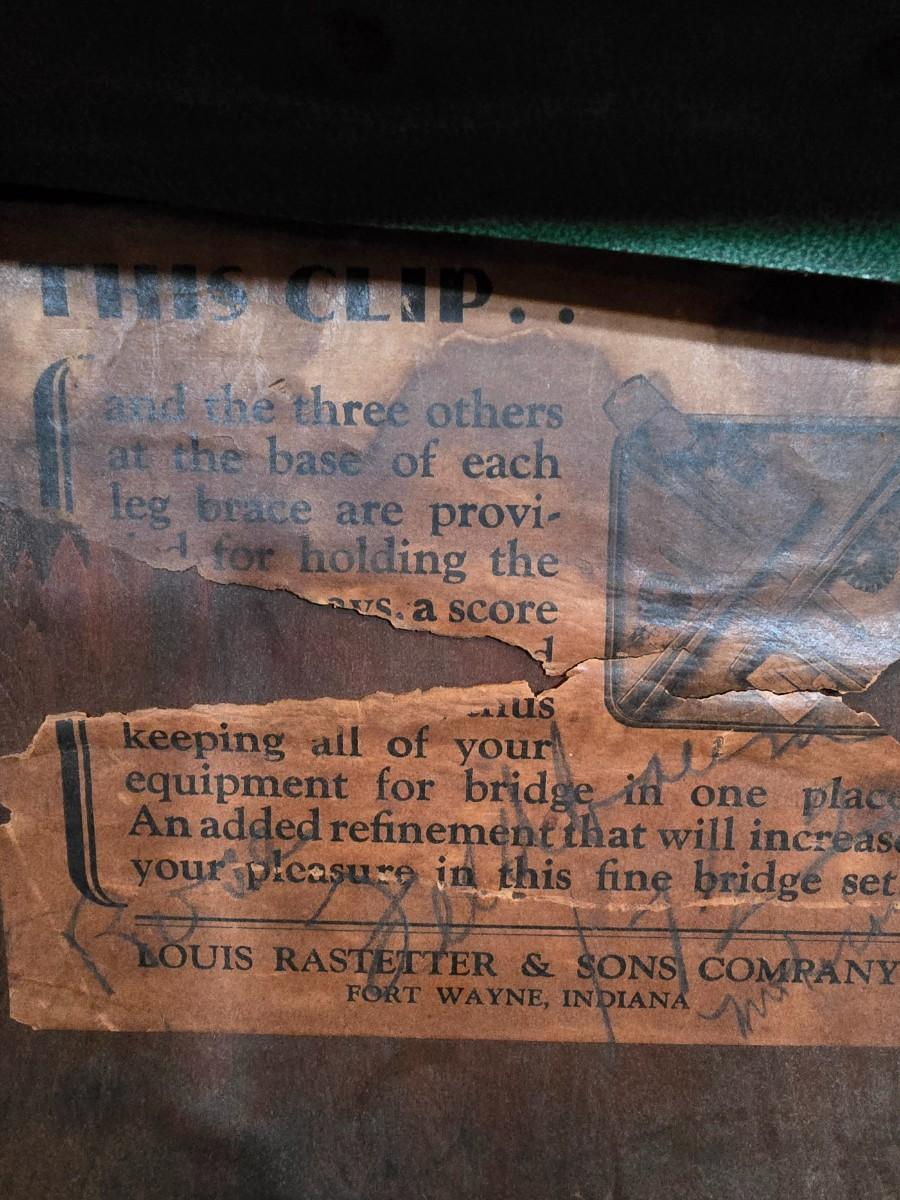 THIS CLIP..
and the three others
at the base of each
leg brace are provi-
for holding the
a score
keeping all of your
equipment for bridge in one place
An added refinement that will increase
your pleasure in this fine bridge set.
LOUIS RASTETTER & SONS COMPANY
FORT WAYNE, INDIANA